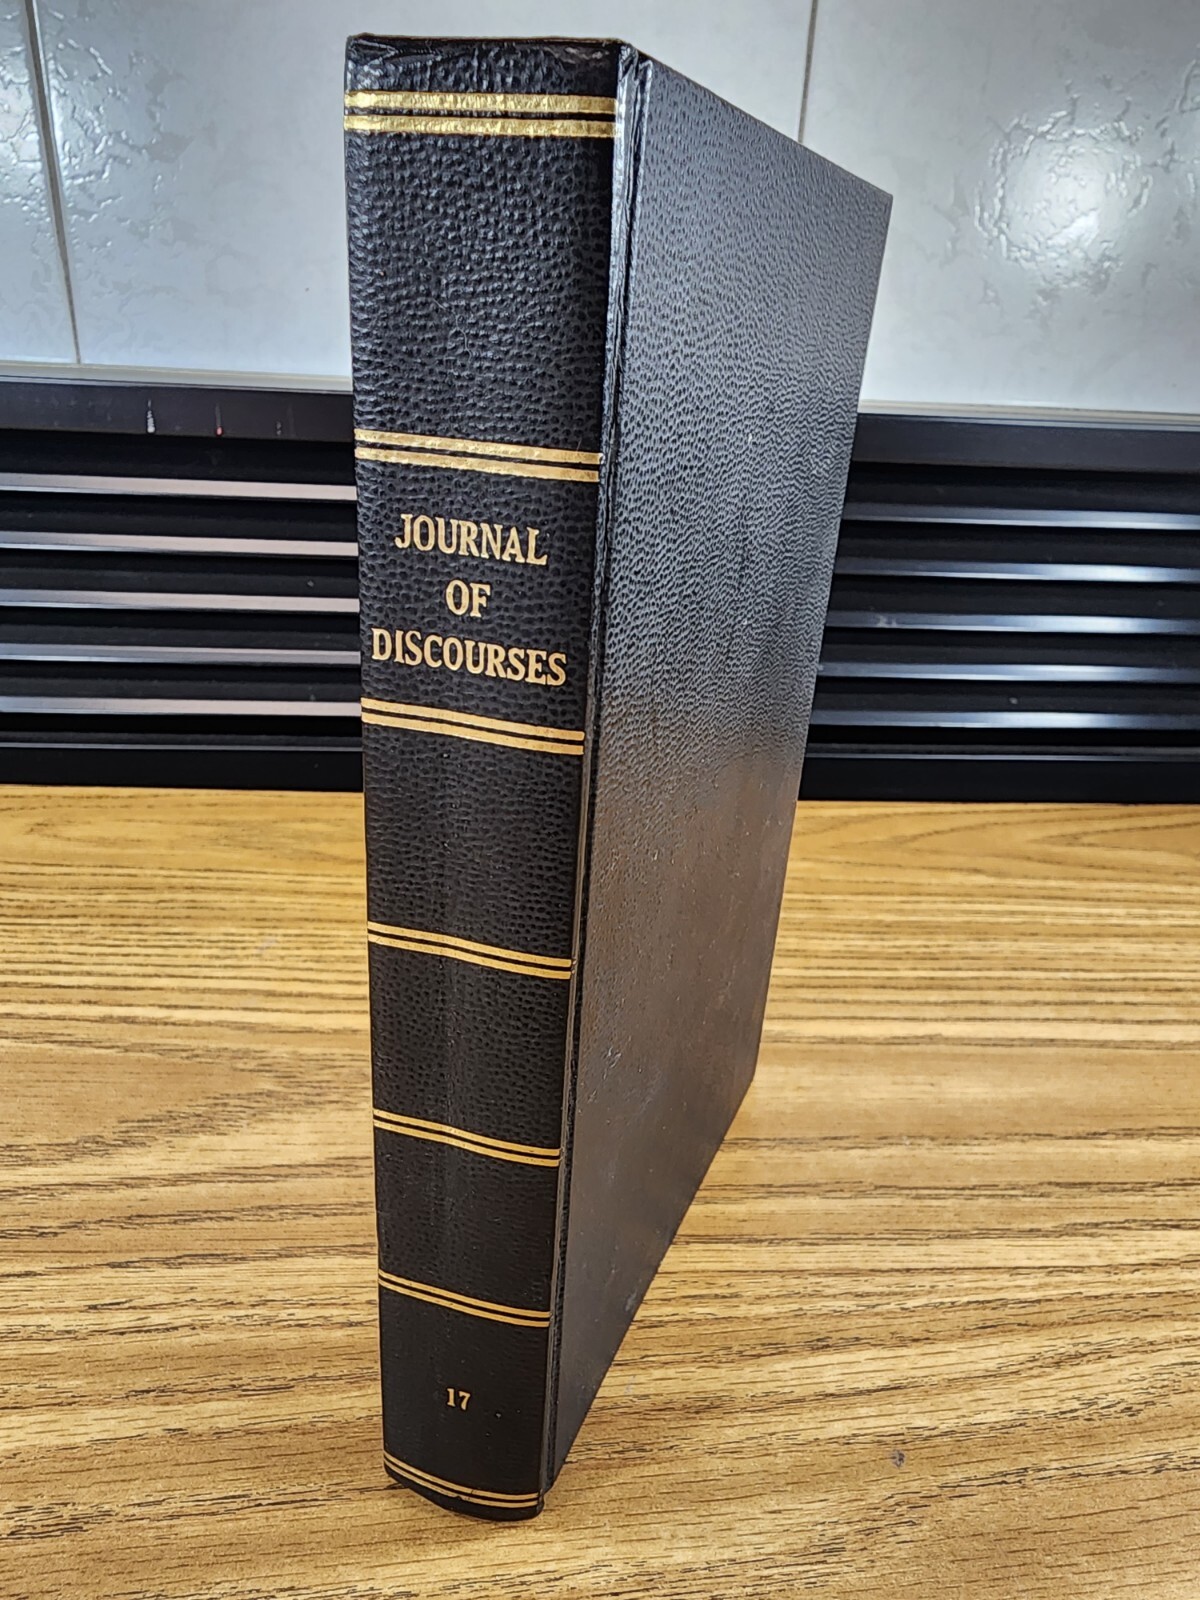 JOURNAL
OF
DISCOURSES
17